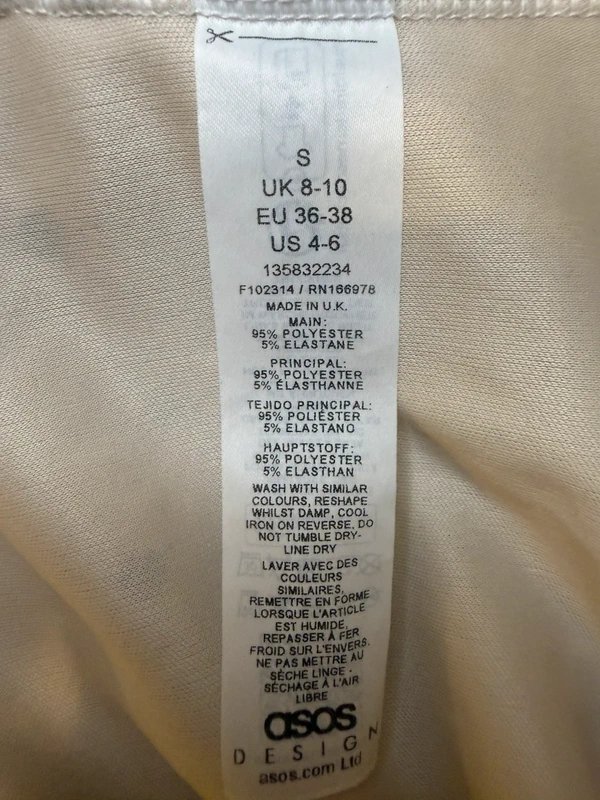 S
UK 8-10
EU 36-38
US 4-6
135832234
F102314 / RN166978
MADE IN U.K.
MAIN:
95% POLYESTER
5% ELASTANE
PRINCIPAL:
95% POLYESTER
5% ÉLASTHANNE
TEJIDO PRINCIPAL:
95% POLIÉSTER
5% ELASTANO
HAUPTSTOFF:
95% POLYESTER
5% ELASTHAN
WASH WITH SIMILAR
COLOURS, RESHAPE
WHILST DAMP, COOL
IRON ON REVERSE. DO
NOT TUMBLE DRY-
LINE DRY
LAVER AVEC DES
COULEURS
SIMILAIRES,
REMETTRE EN FORME
LORSQUE L'ARTICLE
EST HUMIDE,
REPASSER À FER
FROID SUR L'ENVERS.
NE PAS METTRE AU
SÈCHE LINGE -
SÉCHAGE À L'AIR
LIBRE
asos
DESIGN
asos.com Ltd